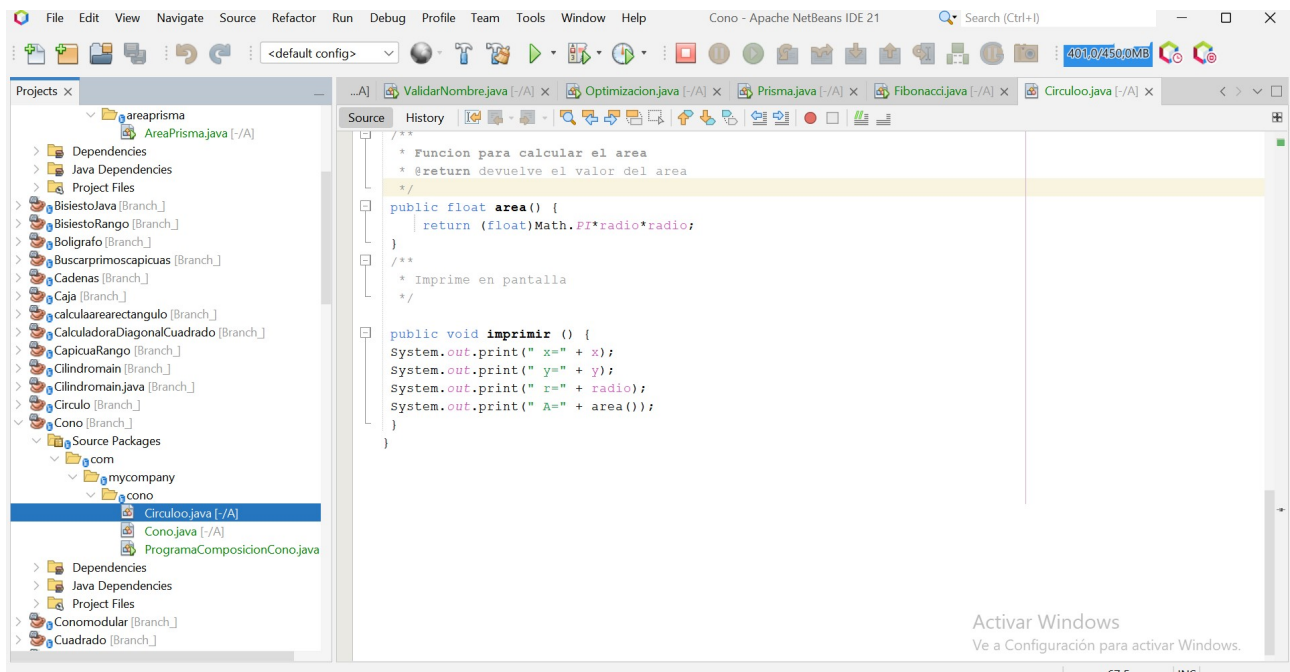 File Edit View Navigate Source Refactor Run Debug Profile Team Tools Window Help Cono - Apache NetBeans IDE 21 Search (Ctrl+I)
<default config> 401,0/450,0MB
Projects
areaprisma
AreaPrisma.java [-/A]
Dependencies
Java Dependencies
Project Files
BisiestoJava [Branch_]
BisiestoRango [Branch_]
Boligrafo [Branch_]
Buscarprimoscapicuas [Branch_]
Cadenas [Branch_]
Caja [Branch_]
calculaarearectangulo [Branch_]
CalculadoraDiagonalCuadrado [Branch_]
CapicuaRango [Branch_]
Cilindromain [Branch_]
Cilindromain.java [Branch_]
Circulo [Branch_]
Cono [Branch_]
Source Packages
com
mycompany
cono
Circuloo.java [-/A]
Cono.java [-/A]
ProgramaComposicionCono.java
Dependencies
Java Dependencies
Project Files
Conomodular [Branch_]
Cuadrado [Branch_]
...A] ValidarNombre.java [-/A] Optimizacion.java [-/A] Prisma.java [-/A] Fibonacci.java [-/A] Circuloo.java [-/A]
Source History
/**
* Funcion para calcular el area
* @return devuelve el valor del area
*/
public float area() {
return (float)Math.PI*radio*radio;
}
/**
* Imprime en pantalla
*/
public void imprimir () {
System.out.print(" x=" + x);
System.out.print(" y=" + y);
System.out.print(" r=" + radio);
System.out.print(" A=" + area());
}
}
Activar Windows
Ve a Configuración para activar Windows.